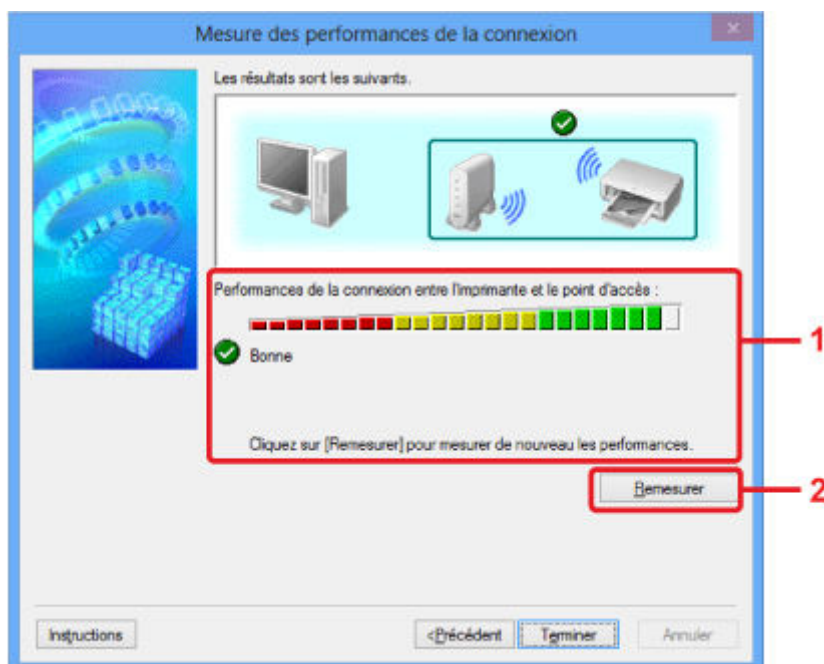 Mesure des performances de la connexion
Les résultats sont les suivants.
Performances de la connexion entre l'imprimante et le point d'accès :
Bonne
Cliquez sur [Remesurer] pour mesurer de nouveau les performances.
1
Remesurer
2
Instructions
<Précédent
Terminer
Annuler